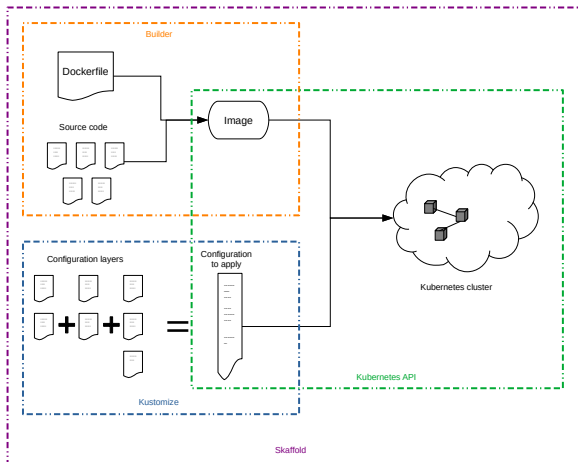 Builder
Dockerfile
Source code
Image
Kubernetes cluster
Configuration layers
Configuration
to apply
Kubernetes API
Kustomize
Skaffold